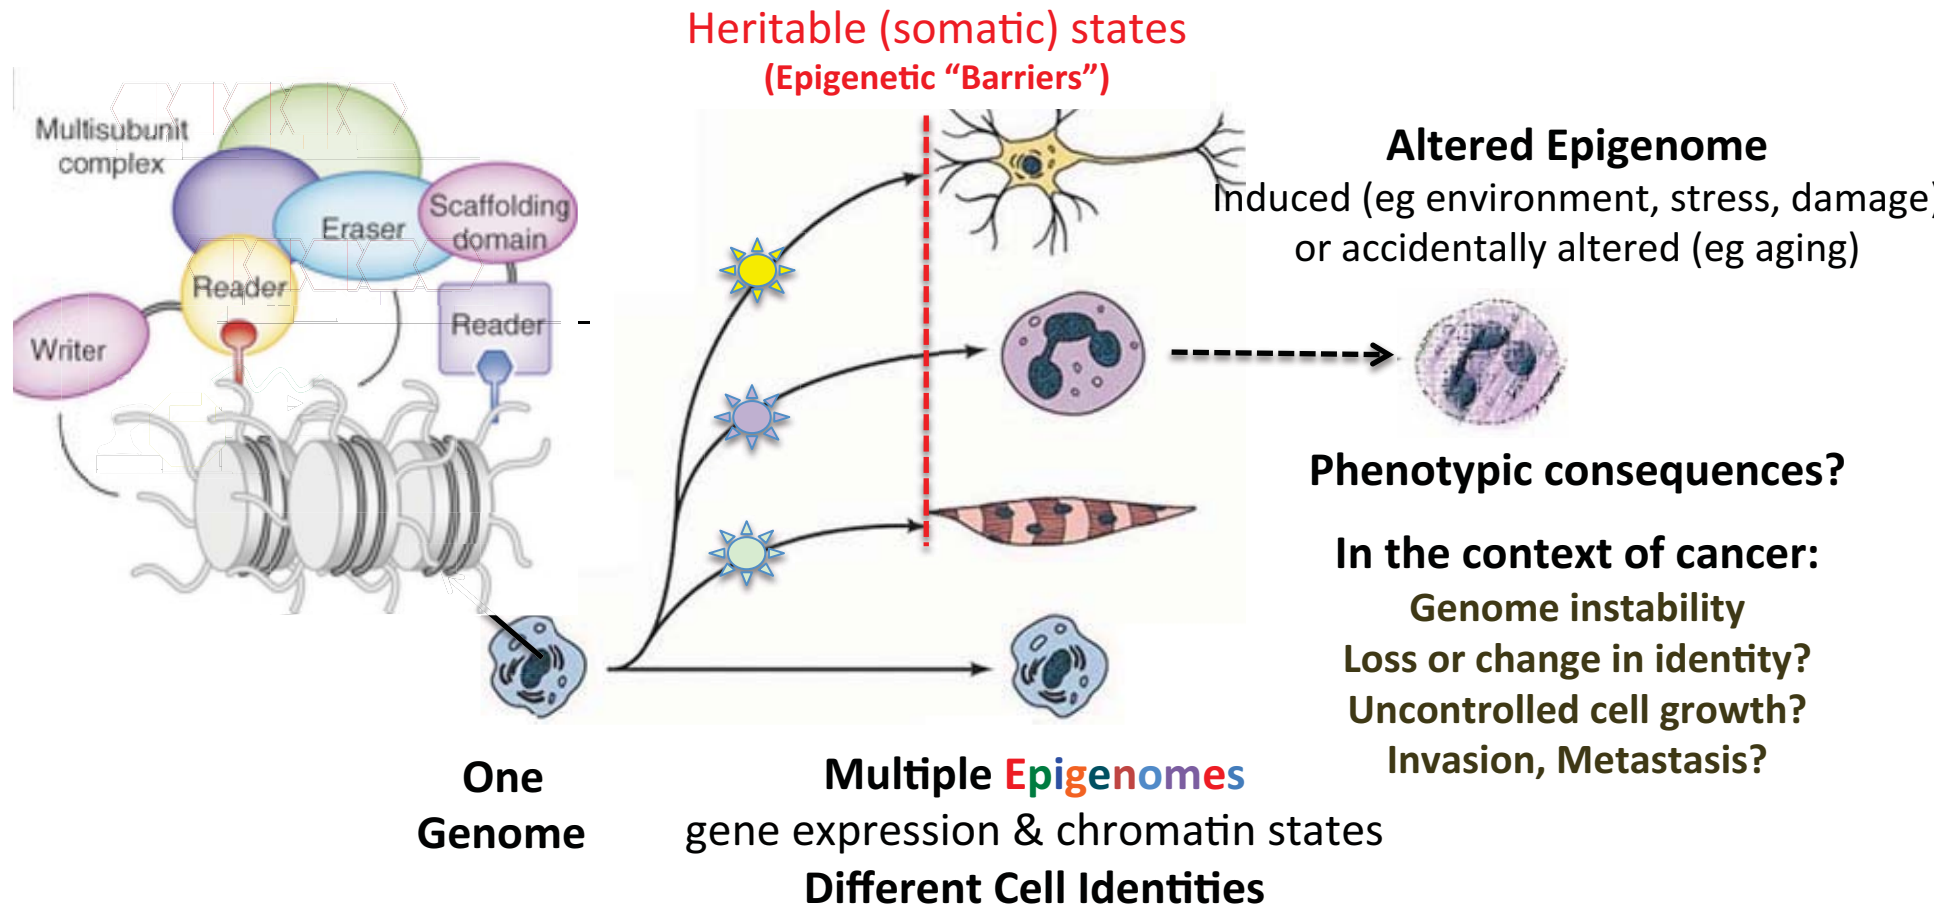 Heritable (somatic) states
(Epigenetic “Barriers”)
Multisubunit
complex
Eraser
Scaffolding
domain
Reader
Reader
Writer
Altered Epigenome
Induced (eg environment, stress, damage)
or accidentally altered (eg aging)
Phenotypic consequences?
In the context of cancer:
Genome instability
Loss or change in identity?
Uncontrolled cell growth?
Invasion, Metastasis?
One
Genome
Multiple Epigenomes
gene expression & chromatin states
Different Cell Identities